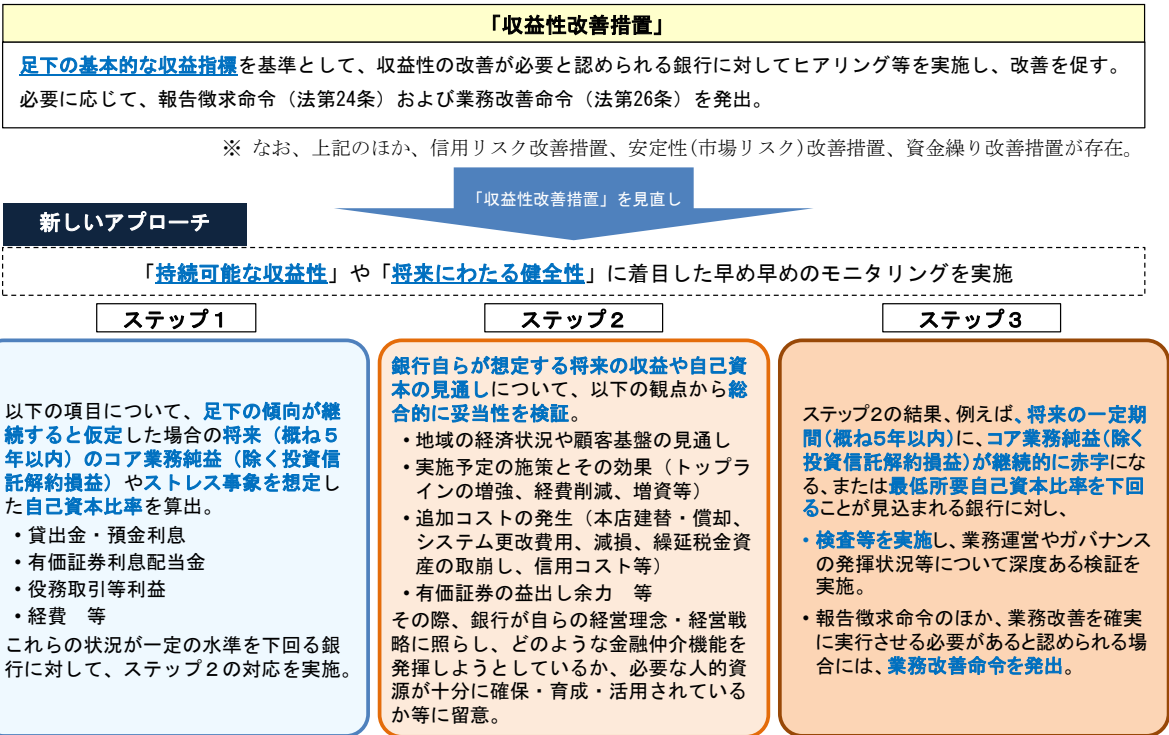 「収益性改善措置」
足下の基本的な収益指標を基準として、収益性の改善が必要と認められる銀行に対してヒアリング等を実施し、改善を促す。
必要に応じて、報告徴求命令（法第24条）および業務改善命令（法第26条）を発出。
※ なお、上記のほか、信用リスク改善措置、安定性(市場リスク)改善措置、資金繰り改善措置が存在。
「収益性改善措置」を見直し
新しいアプローチ
「持続可能な収益性」や「将来にわたる健全性」に着目した早め早めのモニタリングを実施
ステップ１
以下の項目について、足下の傾向が継
続すると仮定した場合の将来（概ね５
年以内）のコア業務純益（除く投資信
託解約損益）やストレス事象を想定し
た自己資本比率を算出。
・貸出金・預金利息
・有価証券利息配当金
・役務取引等利益
・経費　等
これらの状況が一定の水準を下回る銀
行に対して、ステップ２の対応を実施。
ステップ２
銀行自らが想定する将来の収益や自己資
本の見通しについて、以下の観点から総
合的に妥当性を検証。
・地域の経済状況や顧客基盤の見通し
・実施予定の施策とその効果（トップラ
インの増強、経費削減、増資等）
・追加コストの発生（本店建替・償却、
システム更改費用、減損、繰延税金資
産の取崩し、信用コスト等）
・有価証券の益出し余力　等
その際、銀行が自らの経営理念・経営戦
略に照らし、どのような金融仲介機能を
発揮しようとしているか、必要な人的資
源が十分に確保・育成・活用されている
か等に留意。
ステップ３
ステップ2の結果、例えば、将来の一定期
間(概ね5年以内)に、コア業務純益(除く
投資信託解約損益)が継続的に赤字にな
る、または最低所要自己資本比率を下回
ることが見込まれる銀行に対し、
・検査等を実施し、業務運営やガバナンス
の発揮状況等について深度ある検証を
実施。
・報告徴求命令のほか、業務改善を確実
に実行させる必要があると認められる場
合には、業務改善命令を発出。